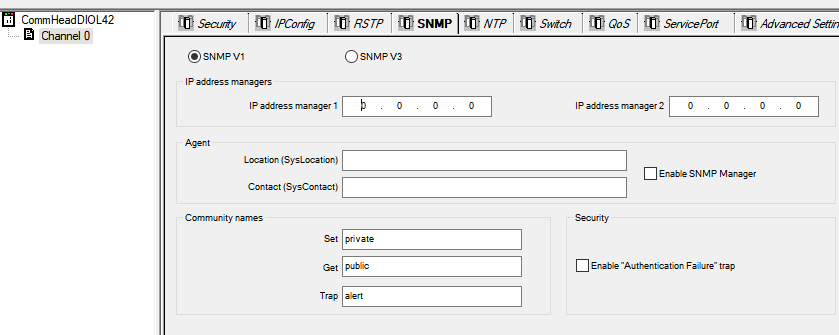 CommHeadDIOL42
Channel 0
Security IPConfig RSTP SNMP NTP Switch QoS ServicePort Advanced Settin
SNMP V1 SNMP V3
IP address managers
IP address manager 1 0 . 0 . 0 . 0 IP address manager 2 0 . 0 . 0 . 0
Agent
Location (SysLocation)
Contact (SysContact)
Enable SNMP Manager
Community names
Set private
Get public
Trap alert
Security
Enable "Authentication Failure" trap